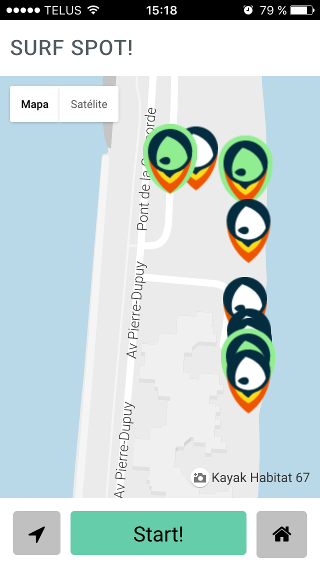 TELUS 15:18 79 %
SURF SPOT!
Mapa Satélite
Pont de la orde
Av Pierre-Dupuy
Av Pierre-Dupuy
Kayak Habitat 67
Start!